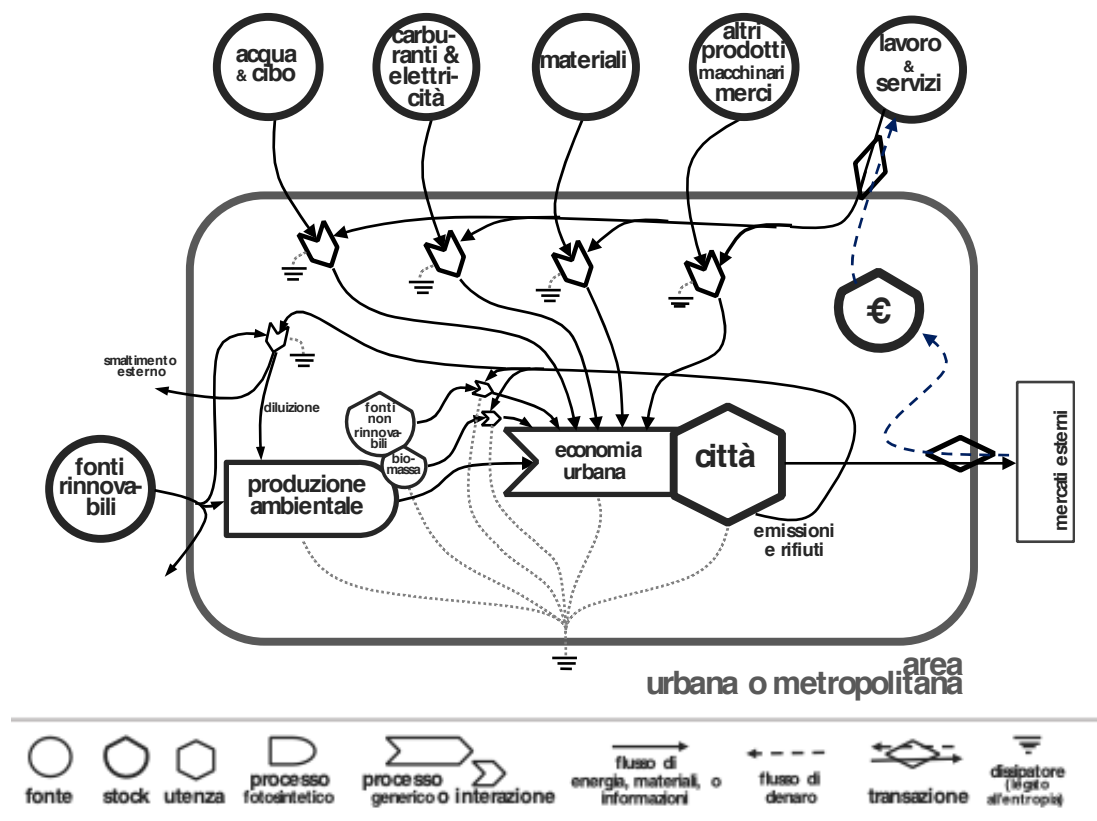 acqua
& cibo
carbu-
ranti &
elettri-
cità
materiali
altri
prodotti
macchinari
merci
lavoro
&
servizi
€
smaltimento
esterno
diluizione
fonti
non
rinnova-
bili
bio-
massa
fonti
rinnova-
bili
produzione
ambientale
economia
urbana
città
emissioni
e rifiuti
mercati esterni
area
urbana o metropolitana
fonte
stock
utenza
processo
fotosintetico
processo
generico o interazione
flusso di
energia, materiali, o
informazioni
flusso di
denaro
transazione
dissipatore
(legato
all'entropia)